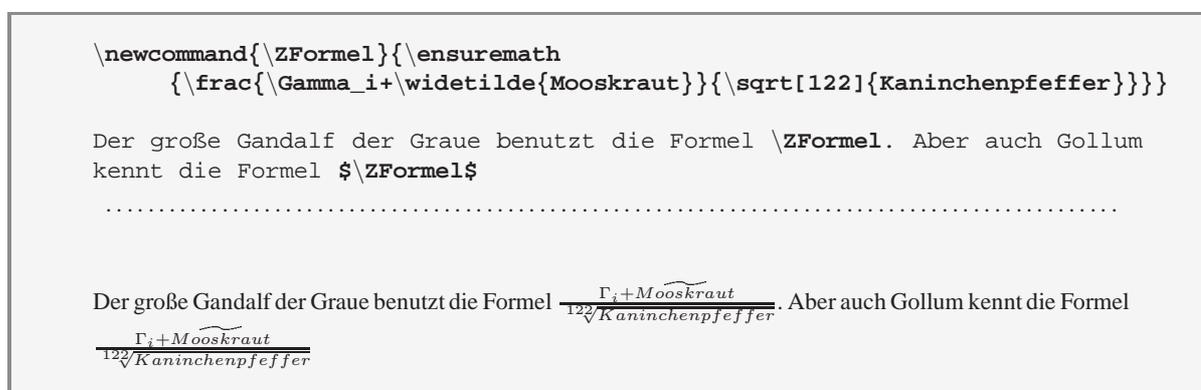 \newcommand{\ZFormel}{\ensuremath
{\frac{\Gamma_i+\widetilde{Mooskraut}}{\sqrt[122]{Kaninchenpfeffer}}}}
Der große Gandalf der Graue benutzt die Formel \ZFormel. Aber auch Gollum
kennt die Formel $\ZFormel$
Der große Gandalf der Graue benutzt die Formel Γi+Mooskraut / 122√Kaninchenpfeffer. Aber auch Gollum kennt die Formel
Γi+Mooskraut / 122√Kaninchenpfeffer